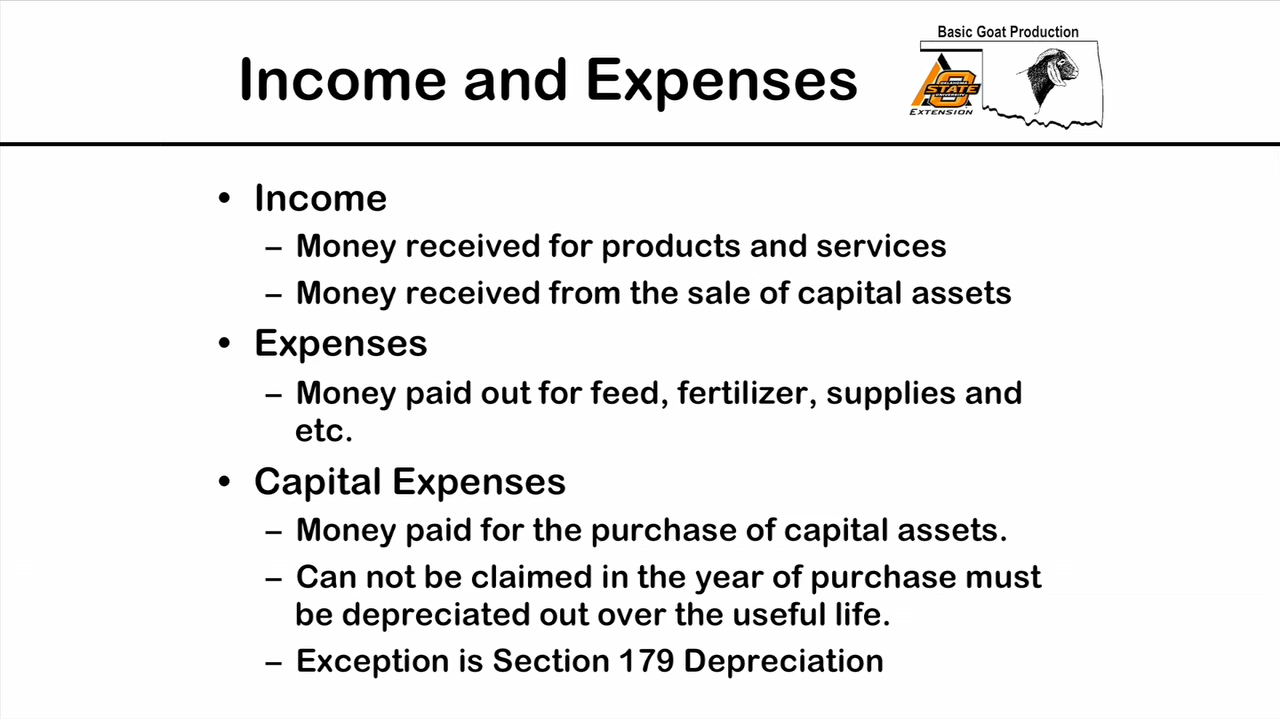 Basic Goat Production
Income and Expenses
OKLAHOMA
STATE
UNIVERSITY
EXTENSION
• Income
– Money received for products and services
– Money received from the sale of capital assets
• Expenses
– Money paid out for feed, fertilizer, supplies and
etc.
• Capital Expenses
– Money paid for the purchase of capital assets.
– Can not be claimed in the year of purchase must
be depreciated out over the useful life.
– Exception is Section 179 Depreciation